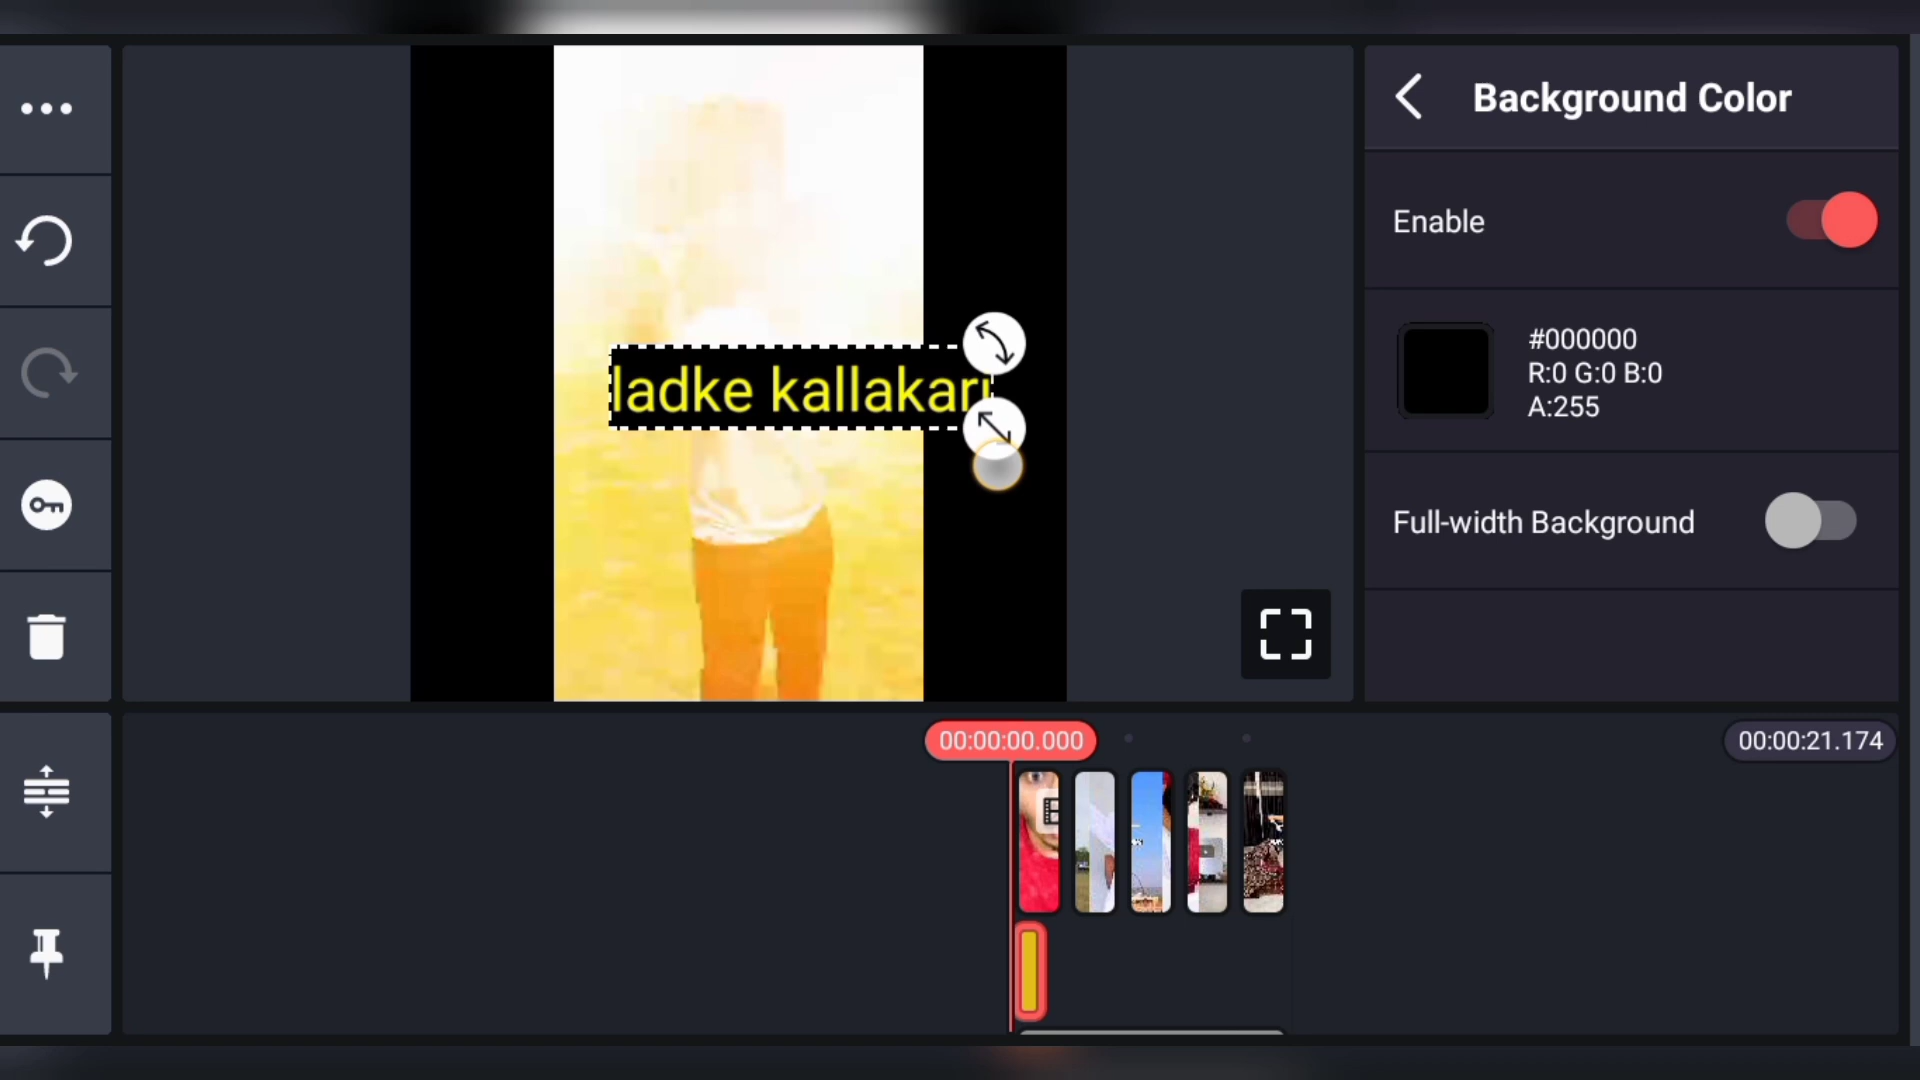 Background Color
Enable
#000000
R:0 G:0 B:0
A:255
Full-width Background
ladke kallakari
00:00:00.000
00:00:21.174